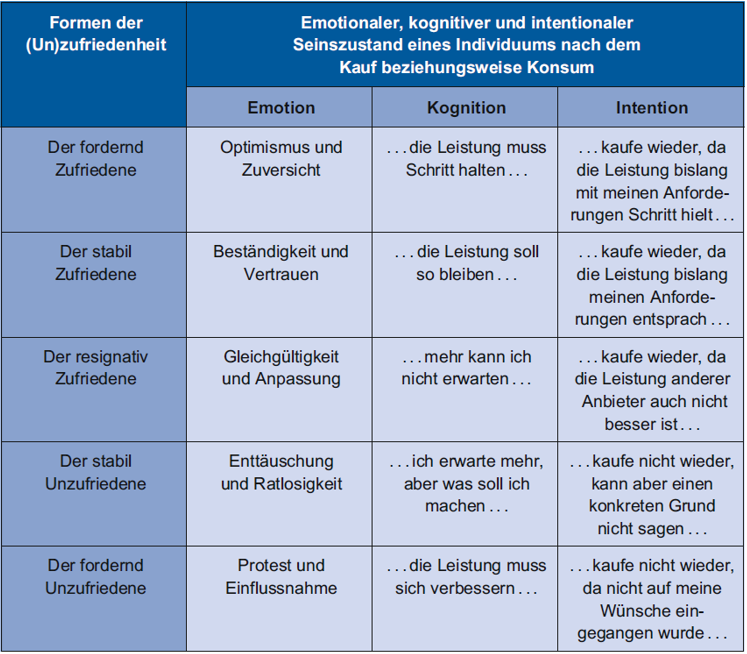 Formen der
(Un)zufriedenheit
Emotionaler, kognitiver und intentionaler
Seinszustand eines Individuums nach dem
Kauf beziehungsweise Konsum
Emotion
Kognition
Intention
Der fordernd
Zufriedene
Optimismus und
Zuversicht
...die Leistung muss
Schritt halten...
...kaufe wieder, da
die Leistung bislang
mit meinen Anforde-
rungen Schritt hielt...
Der stabil
Zufriedene
Beständigkeit und
Vertrauen
...die Leistung soll
so bleiben...
...kaufe wieder, da
die Leistung bislang
meinen Anforde-
rungen entsprach...
Der resignativ
Zufriedene
Gleichgültigkeit
und Anpassung
...mehr kann ich
nicht erwarten...
...kaufe wieder, da
die Leistung anderer
Anbieter auch nicht
besser ist...
Der stabil
Unzufriedene
Enttäuschung
und Ratlosigkeit
...ich erwarte mehr,
aber was soll ich
machen...
...kaufe nicht wieder,
kann aber einen
konkreten Grund
nicht sagen...
Der fordernd
Unzufriedene
Protest und
Einflussnahme
...die Leistung muss
sich verbessern...
...kaufe nicht wieder,
da nicht auf meine
Wünsche ein-
gegangen wurde...